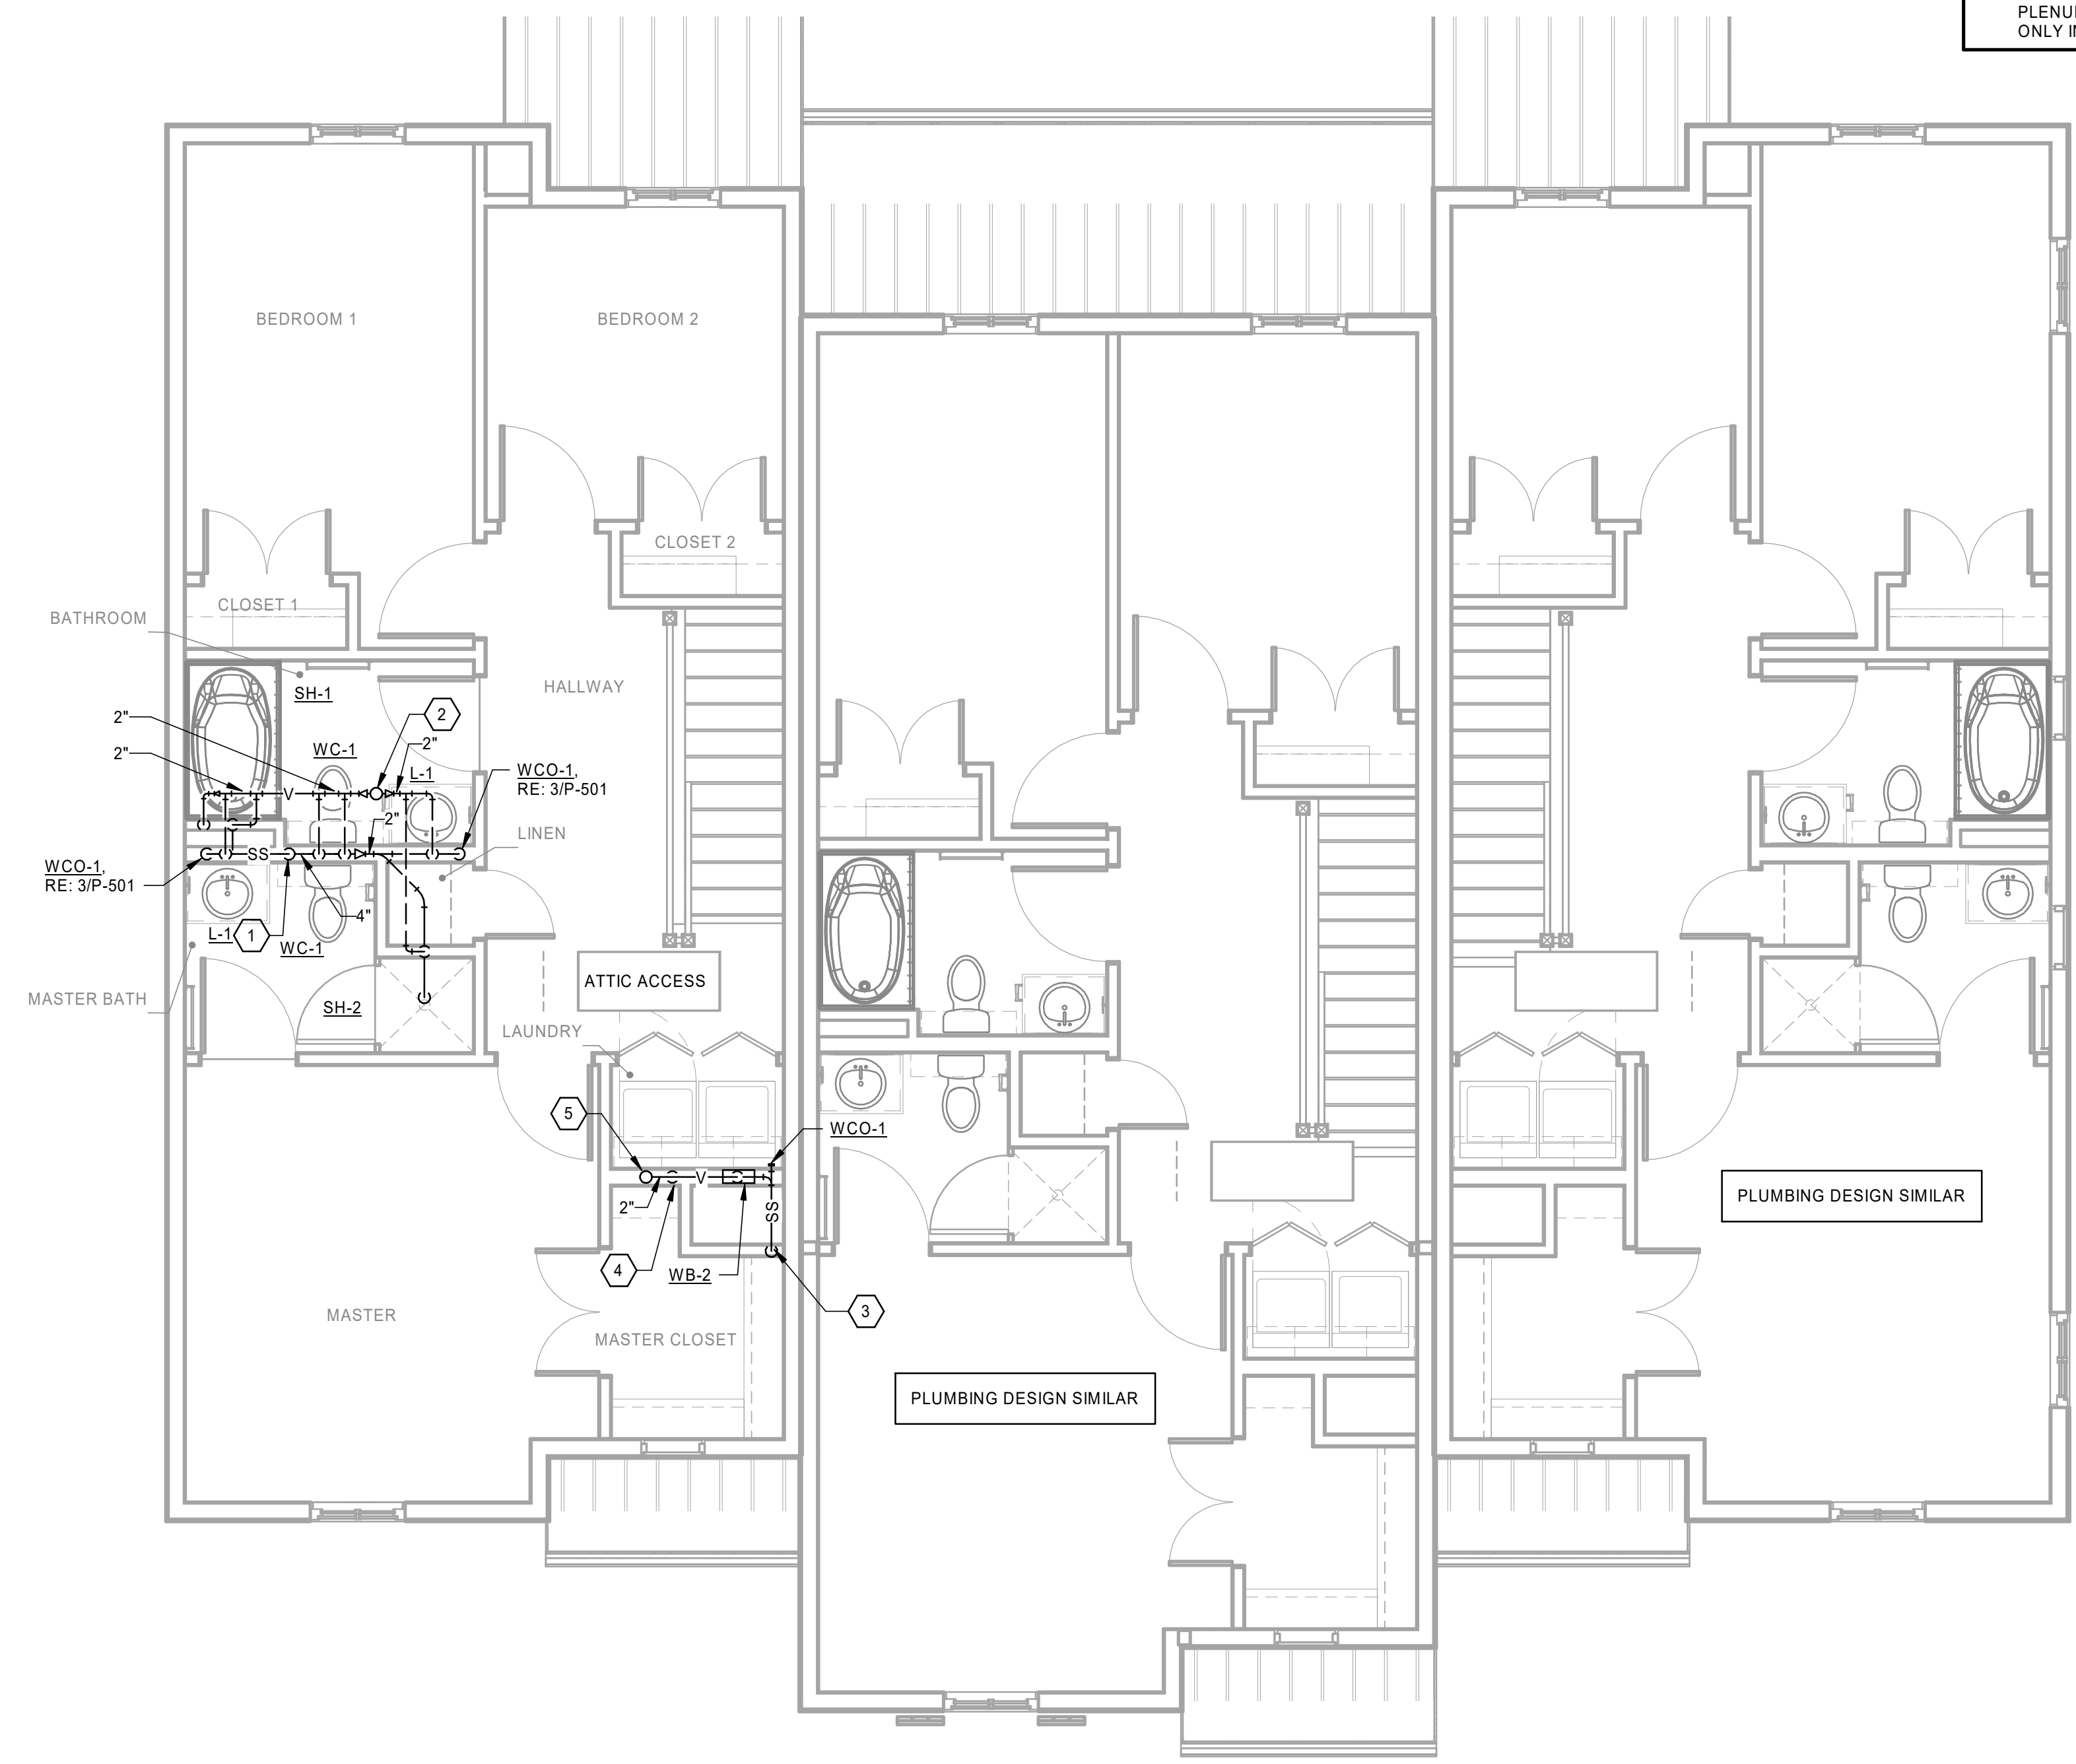 PLENU
ONLY I
BEDROOM 1
BEDROOM 2
CLOSET 2
CLOSET 1
BATHROOM
HALLWAY
SH-1
2"
2
2"
WC-1
2"
L-1
WCO-1,
RE: 3/P-501
V
2"
LINEN
SS
WCO-1,
RE: 3/P-501
4"
L-1
1
WC-1
ATTIC ACCESS
MASTER BATH
SH-2
LAUNDRY
5
WCO-1
V
2"
SS
PLUMBING DESIGN SIMILAR
4
WB-2
3
MASTER
MASTER CLOSET
PLUMBING DESIGN SIMILAR